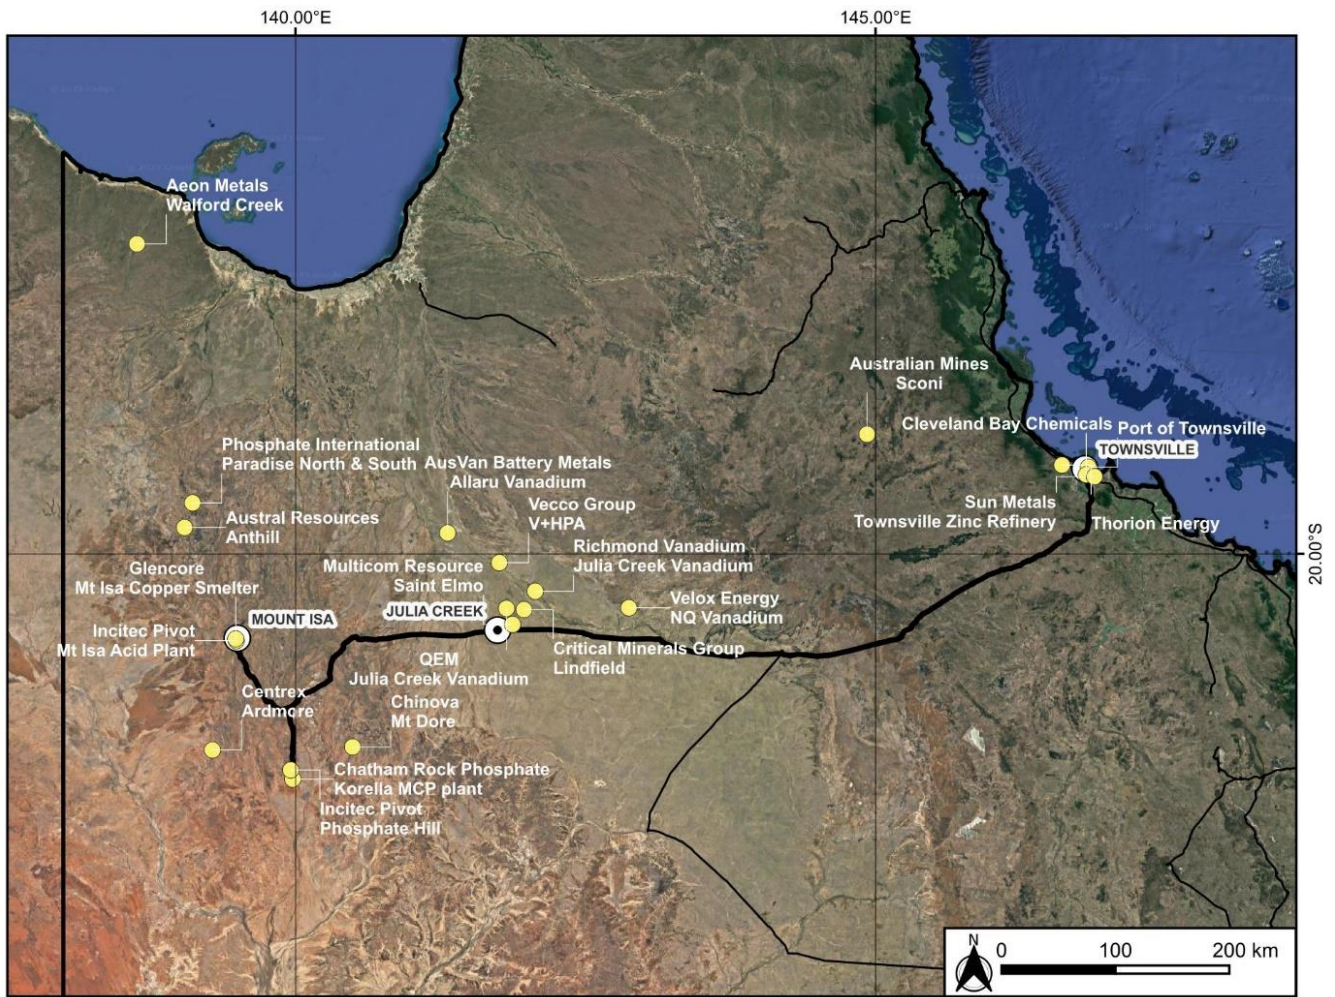 140.00°E
145.00°E
Aeon Metals
Walford Creek
Australian Mines
Sconi
Cleveland Bay Chemicals
Port of Townsville
TOWNSVILLE
Phosphate International
Paradise North & South
AusVan Battery Metals
Allaru Vanadium
Vecco Group
V+HPA
Sun Metals
Townsville Zinc Refinery
Thorion Energy
Austral Resources
Anthill
Richmond Vanadium
Julia Creek Vanadium
20.00°S
Glencore
Mt Isa Copper Smelter
Multicom Resource
Saint Elmo
Velox Energy
NQ Vanadium
MOUNT ISA
JULIA CREEK
Incitec Pivot
Mt Isa Acid Plant
Critical Minerals Group
Lindfield
QEM
Julia Creek Vanadium
Centrex
Ardmore
Chinova
Mt Dore
Chatham Rock Phosphate
Korella MCP plant
Incitec Pivot
Phosphate Hill
N
0 100 200 km